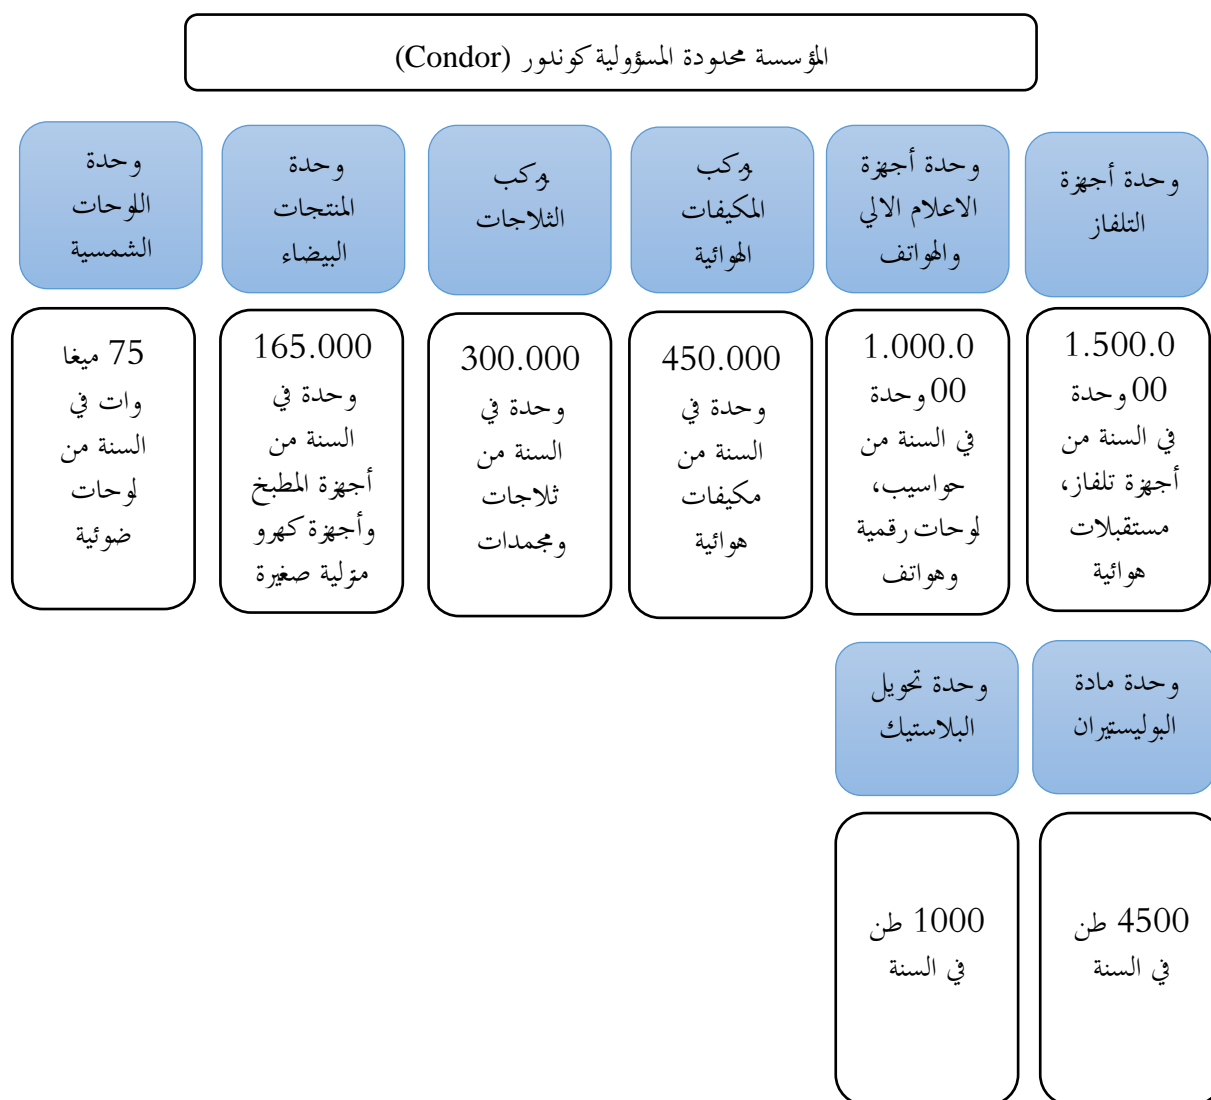 المؤسسة محدودة المسؤولية كوندور (Condor)
وحدة أجهزة
التلفاز
وحدة أجهزة
الاعلام الالي
والهواتف
مركب
المكيفات
الهوائية
مركب
الثلاجات
وحدة
المنتجات
البيضاء
وحدة
اللوحات
الشمسية
1.500.0
00 وحدة
في السنة من
أجهزة تلفاز،
مستقبلات
هوائية
1.000.0
00 وحدة
في السنة من
حواسيب،
لوحات رقمية
وهواتف
450.000
وحدة في
السنة من
مكيفات
هوائية
300.000
وحدة في
السنة من
ثلاجات
ومجمدات
165.000
وحدة في
السنة من
أجهزة المطبخ
وأجهزة كهرو
منزلية صغيرة
75 ميغا
وات في
السنة من
لوحات
ضوئية
وحدة مادة
البوليستيران
وحدة تحويل
البلاستيك
4500 طن
في السنة
1000 طن
في السنة